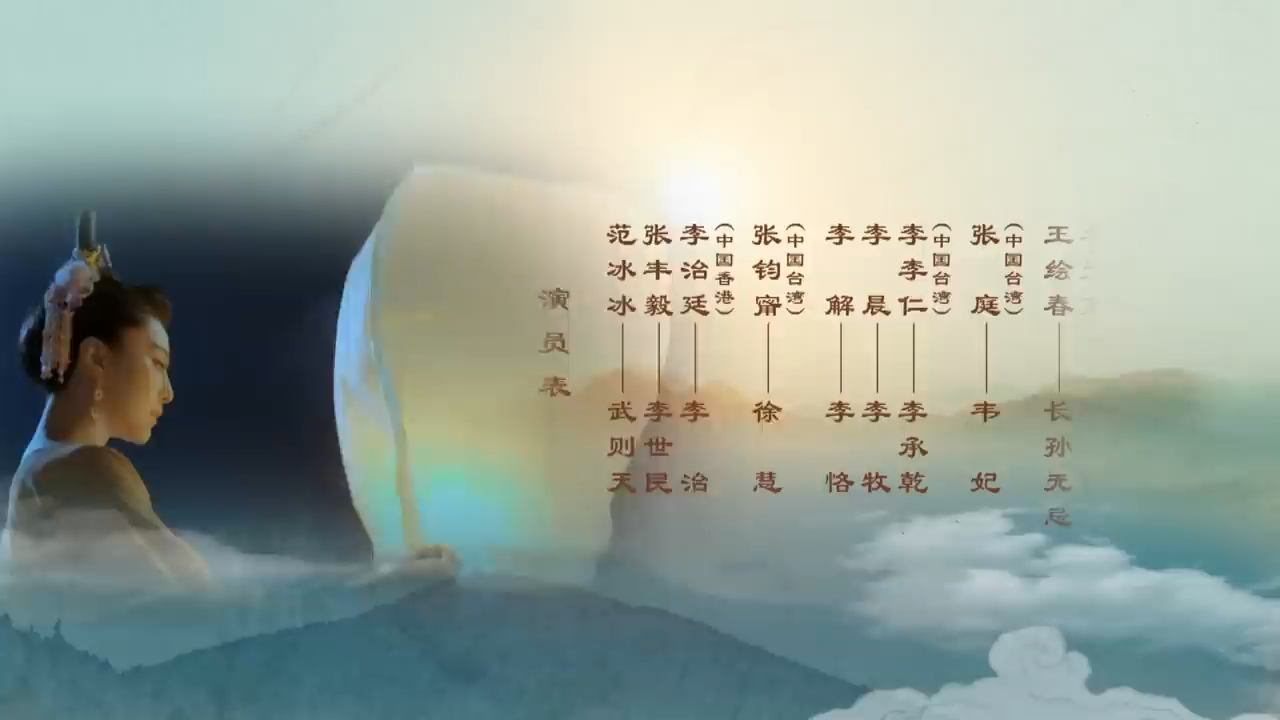 演员表
范冰冰——武则天
张丰毅——李世民
李治廷(中国香港)——李治
张钧甯(中国台湾)——徐慧
李解——李恪
李晨——李牧
李李仁(中国台湾)——李承乾
张庭(中国台湾)——韦妃
王绘春——长孙无忌